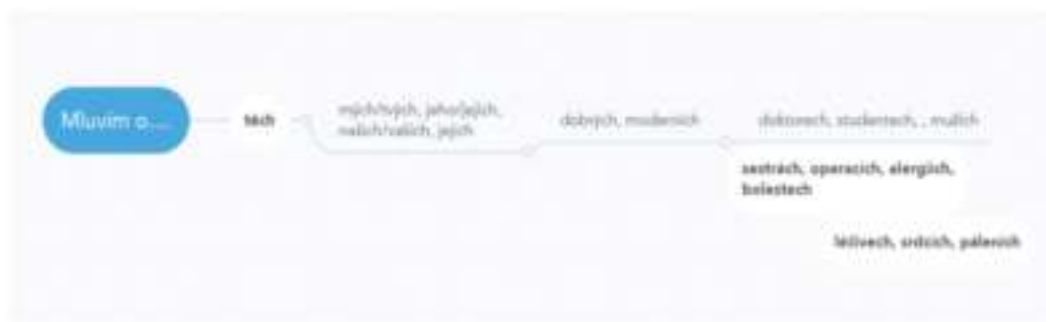 Mluvím o....
těch
mých/tvých, jeho/jejích,
našich/vašich, jejich
dobrých, moderních
doktorech, studentech, , mužích
sestrách, operacích, alergiích,
bolestech
léčivech, srdcích, páleních